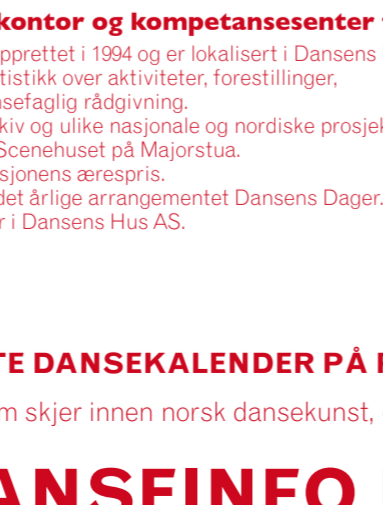 kontor og kompetansesenter
pprettet i 1994 og er lokalisert i Dansens
tistikk over aktiviteter, forestillinger,
nsefaglig rådgivning.
kiv og ulike nasjonale og nordiske prosjek
Scenehuset på Majorstua.
sjonens ærespris.
det årlige arrangementet Dansens Dager.
r i Dansens Hus AS.
TE DANSEKALENDER PÅ
m skjer innen norsk dansekunst,
ANSEINFO